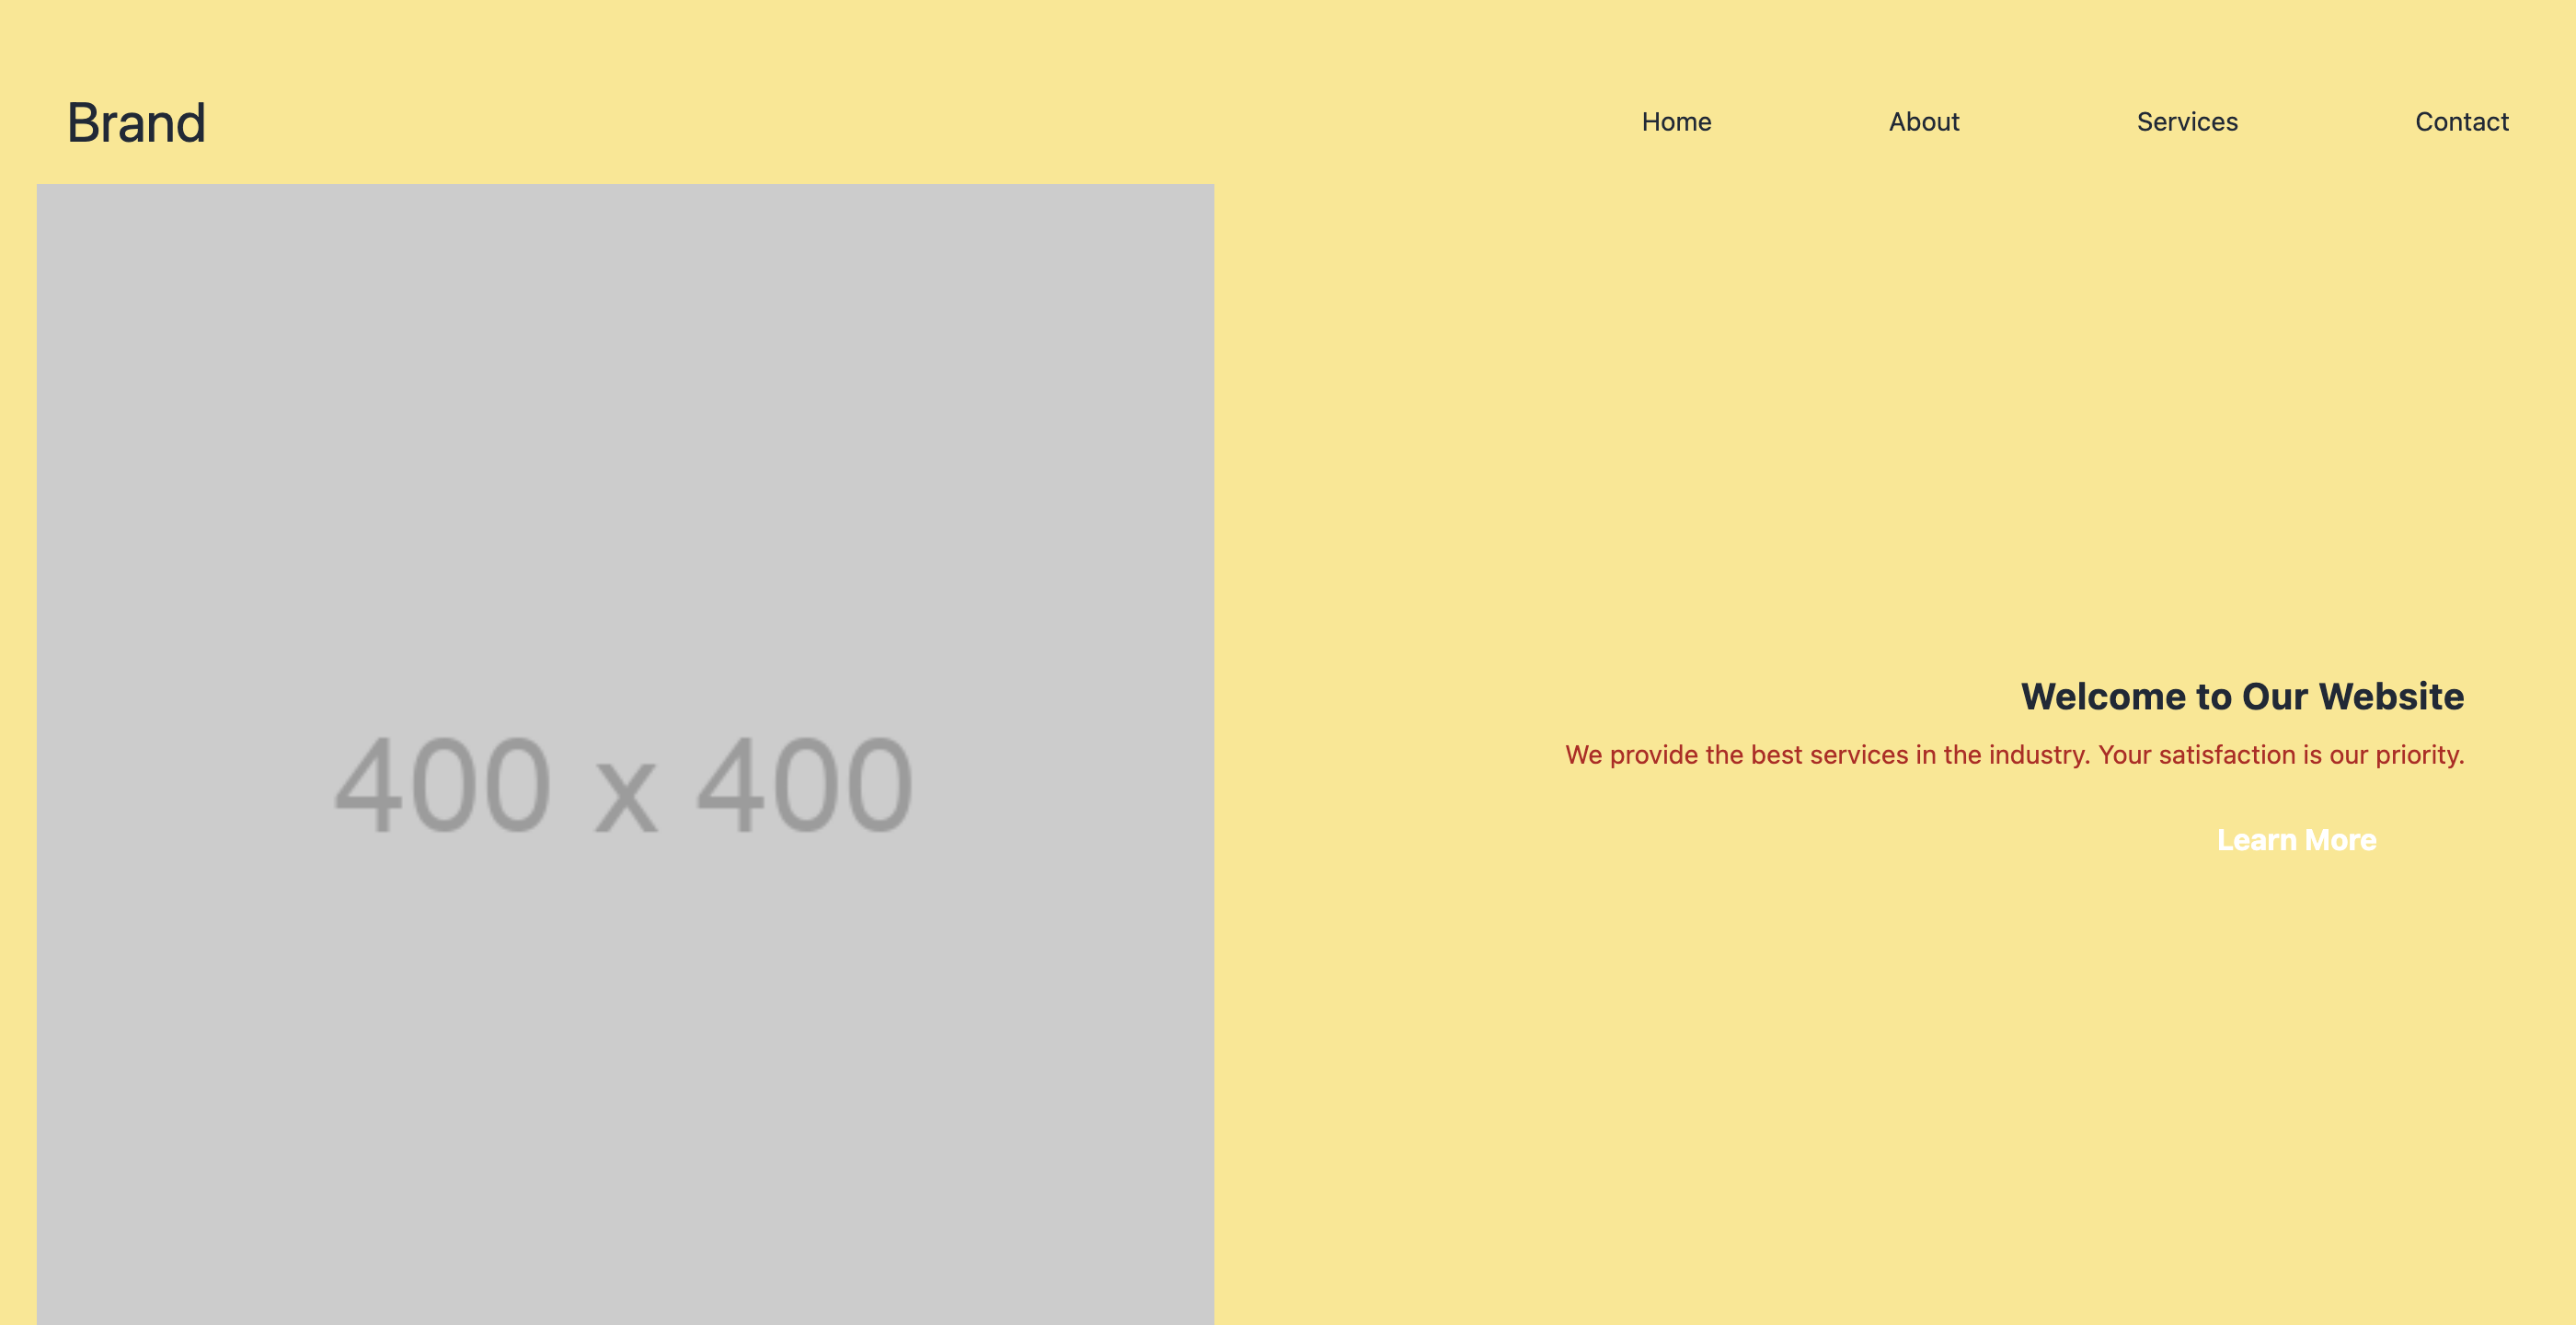 Brand
Home About Services Contact
400 x 400
Welcome to Our Website
We provide the best services in the industry. Your satisfaction is our priority.
Learn More